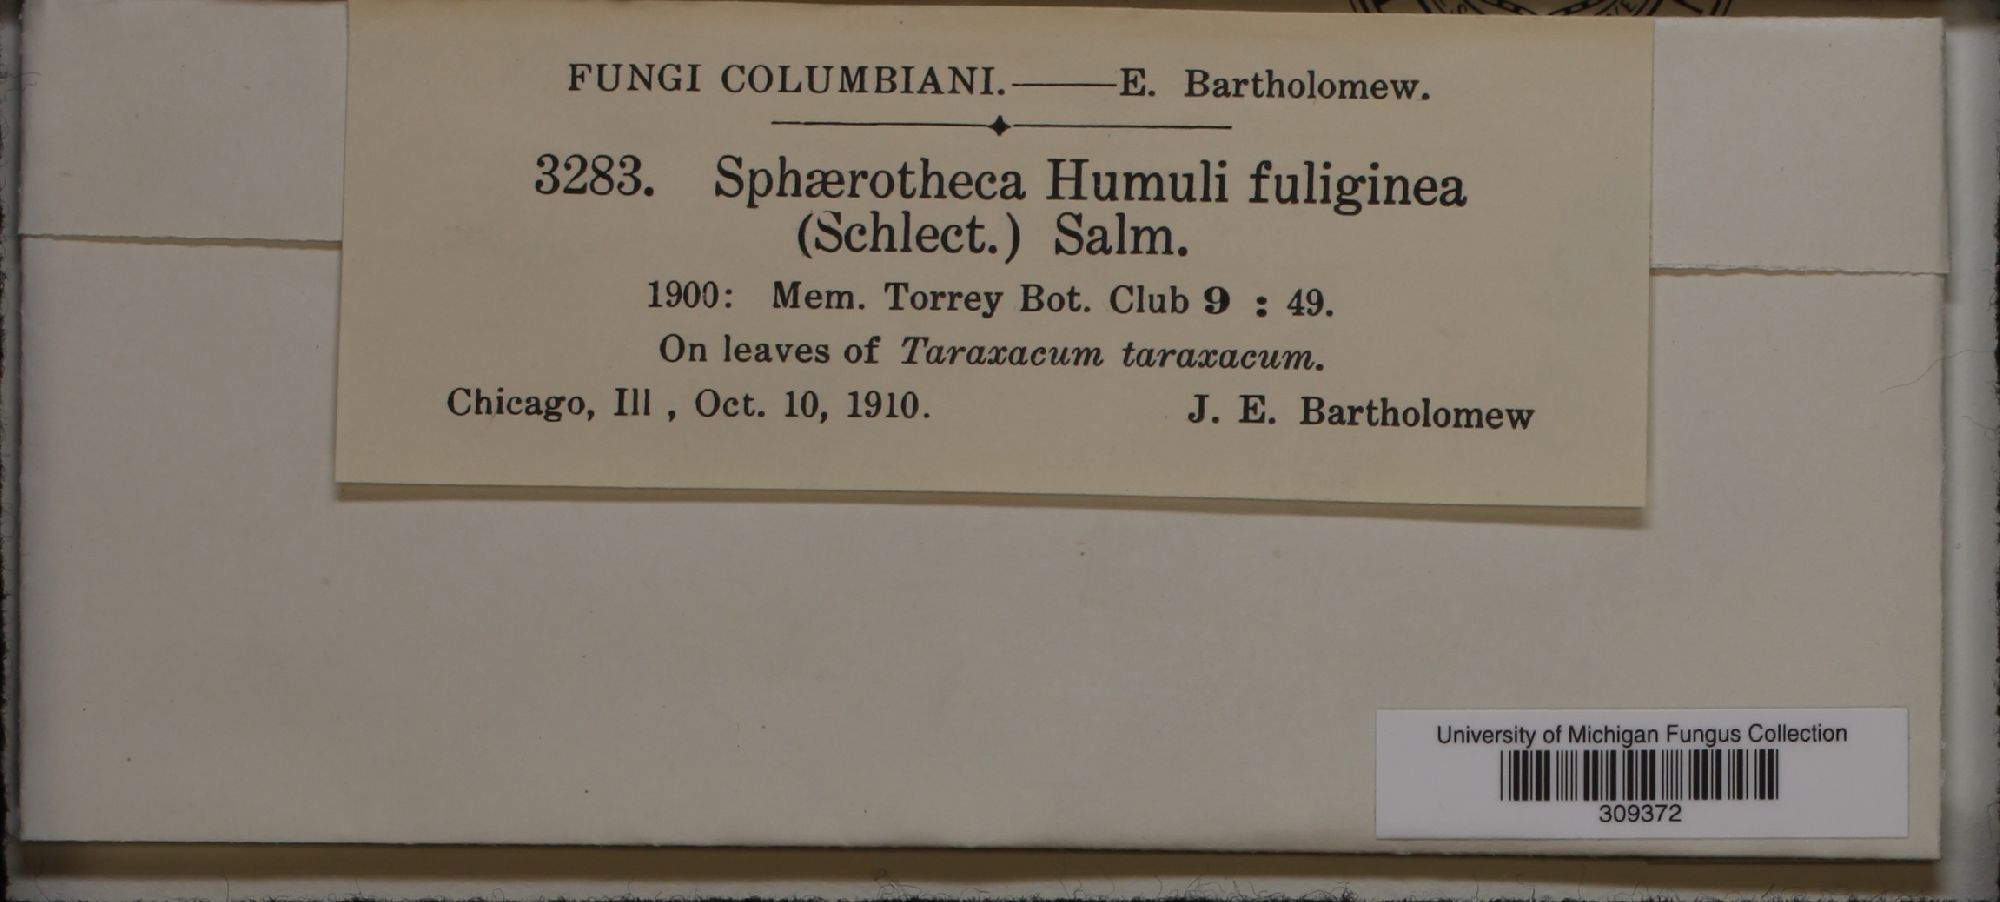 FUNGI COLUMBIANI.——E. Bartholomew.
3283. Sphærotheca Humuli fuliginea
(Schlect.) Salm.
1900: Mem. Torrey Bot. Club 9 : 49.
On leaves of Taraxacum taraxacum.
Chicago, Ill , Oct. 10, 1910. J. E. Bartholomew
University of Michigan Fungus Collection
309372